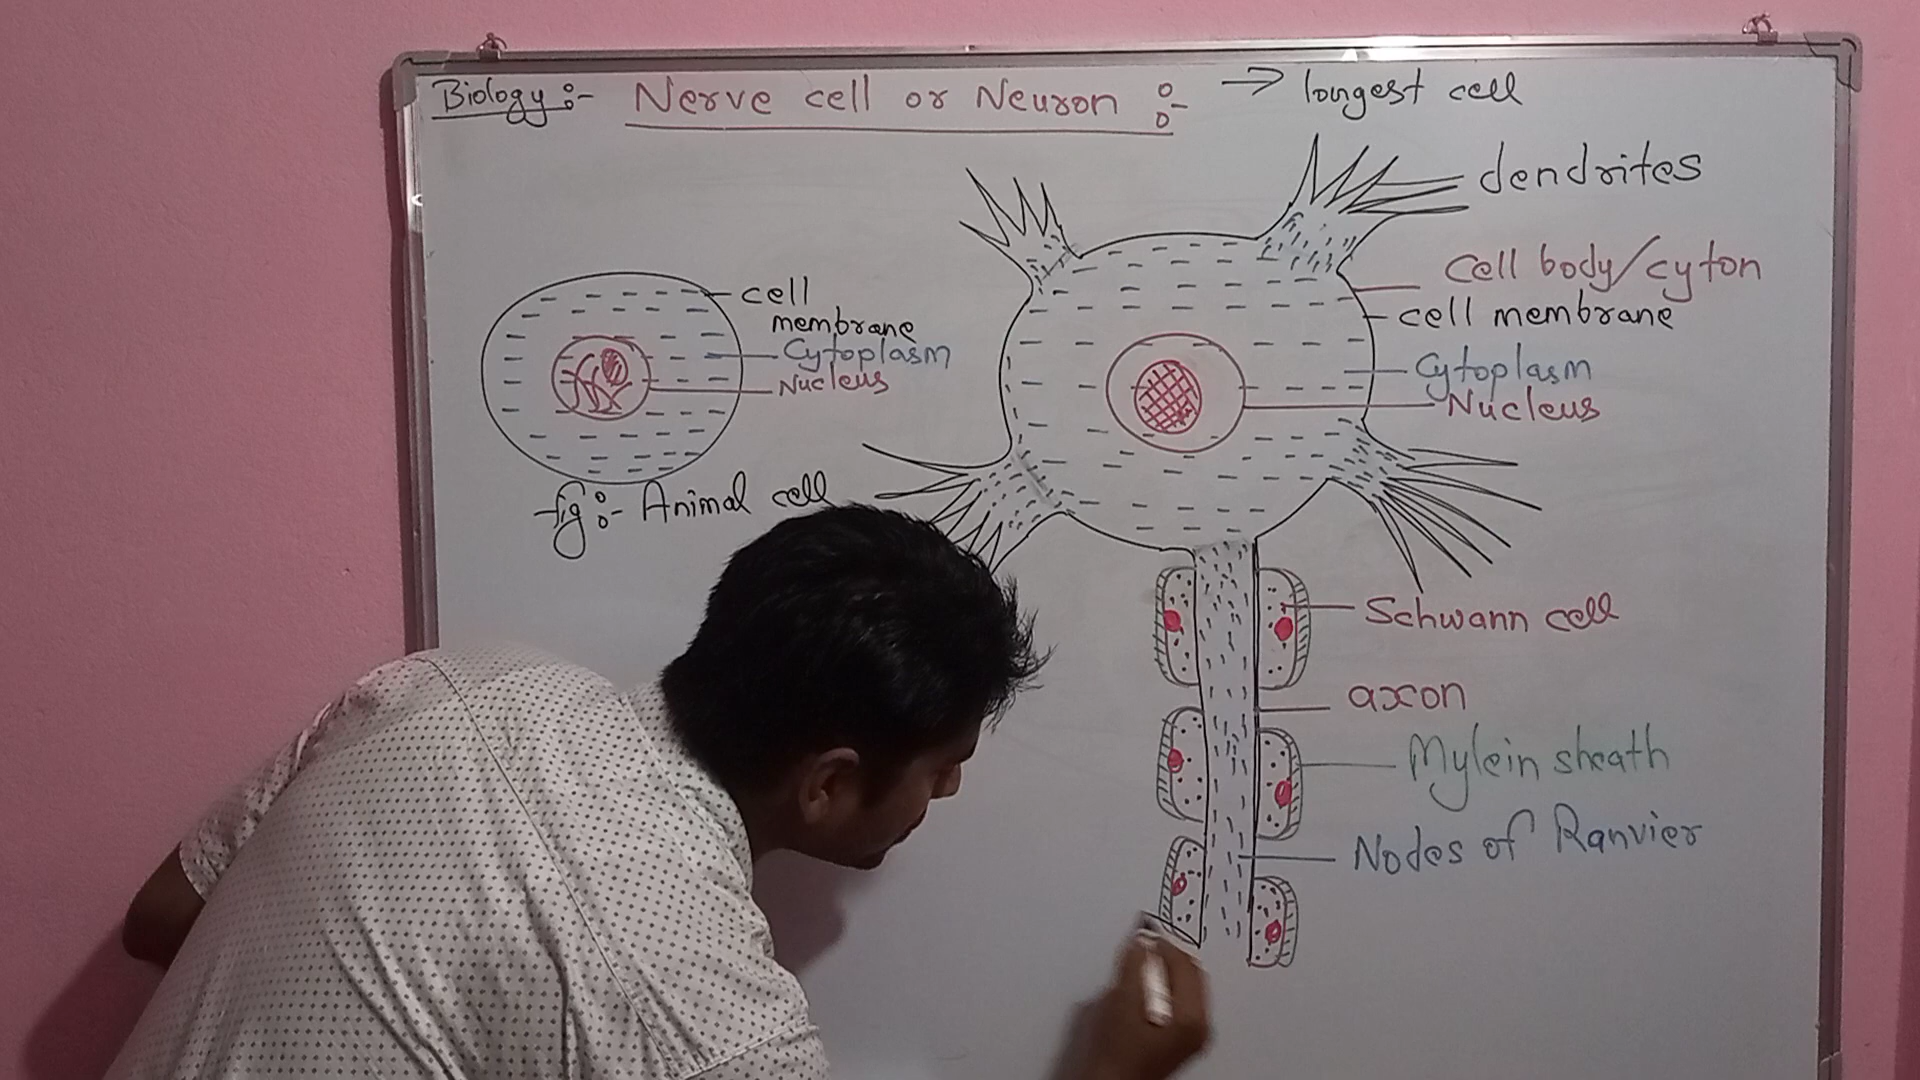 Biology :- Nerve cell or Neuron :- → longest cell
dendrites
Cell body/cyton
cell membrane
Cytoplasm
Nucleus
cell
membrane
Cytoplasm
Nucleus
fig :- Animal cell
Schwann cell
axon
Mylein sheath
Nodes of Ranvier